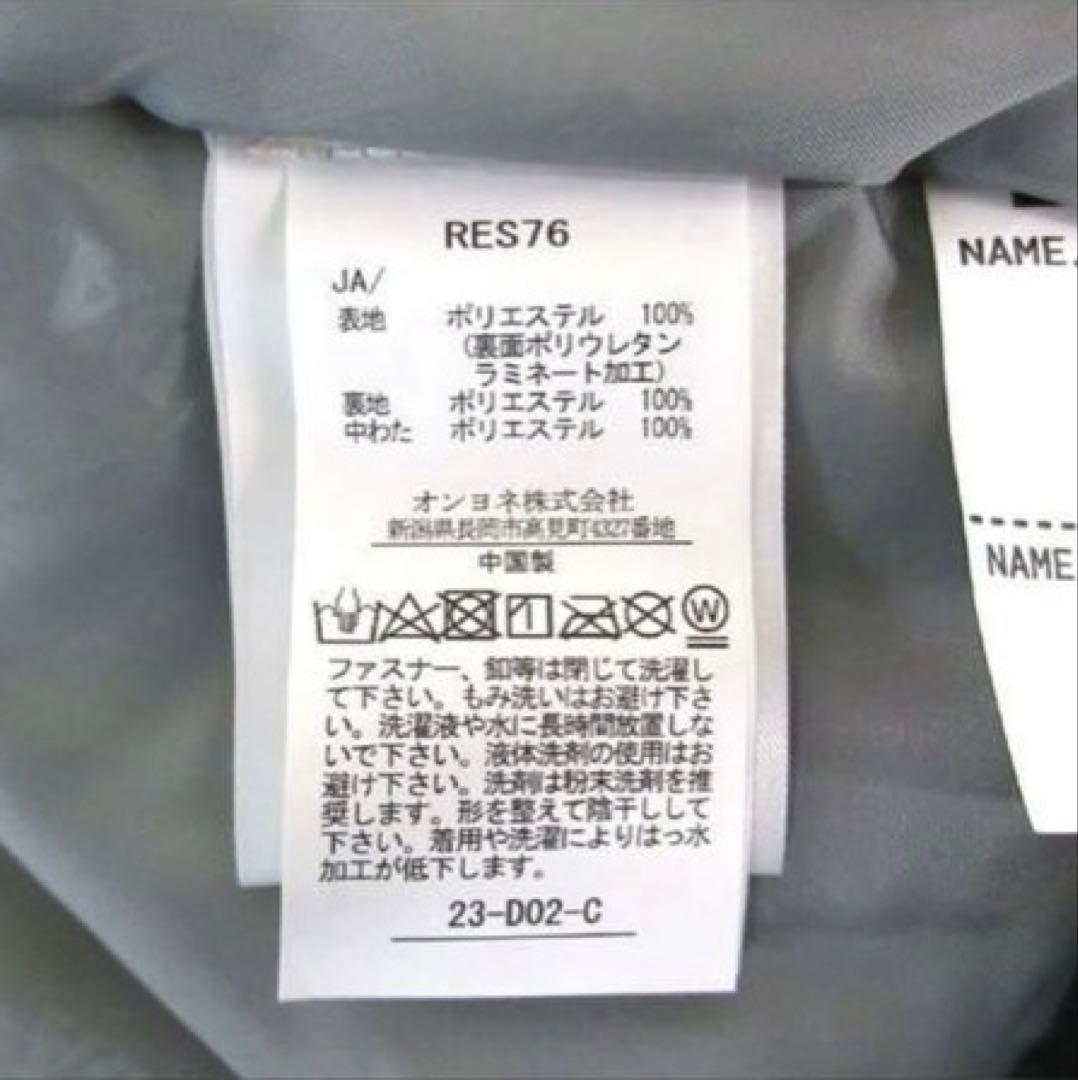 RES76
JA/
表地 ポリエステル 100%
(裏面ポリウレタン
ラミネート加工)
裏地 ポリエステル 100%
中わた ポリエステル 100%
オンヨネ株式会社
新潟県長岡市高見町4327番地
中国製
W
ファスナー、釦等は閉じて洗濯し
て下さい。もみ洗いはお避け下さ
い。洗濯液や水に長時間放置しな
いで下さい。液体洗剤の使用はお
避け下さい。洗剤は粉末洗剤を推
奨します。形を整えて陰干しして
下さい。着用や洗濯によりはっ水
加工が低下します。
23-D02-C
NAME.
NAME